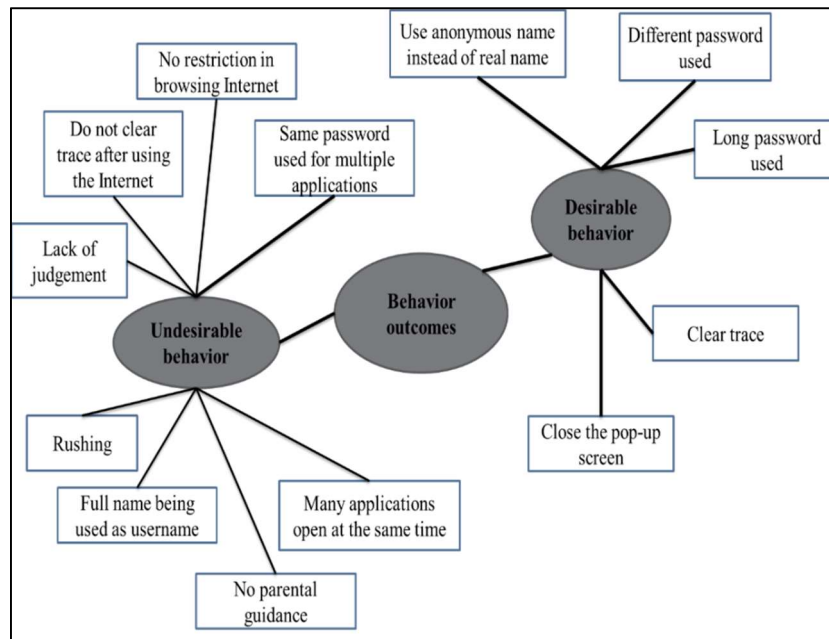 Use anonymous name
instead of real name
Different password
used
No restriction in
browsing Internet
Do not clear
trace after using
the Internet
Same password
used for multiple
applications
Long password
used
Desirable
behavior
Lack of
judgement
Behavior
outcomes
Undesirable
behavior
Clear trace
Rushing
Close the pop-up
screen
Full name being
used as username
Many applications
open at the same time
No parental
guidance